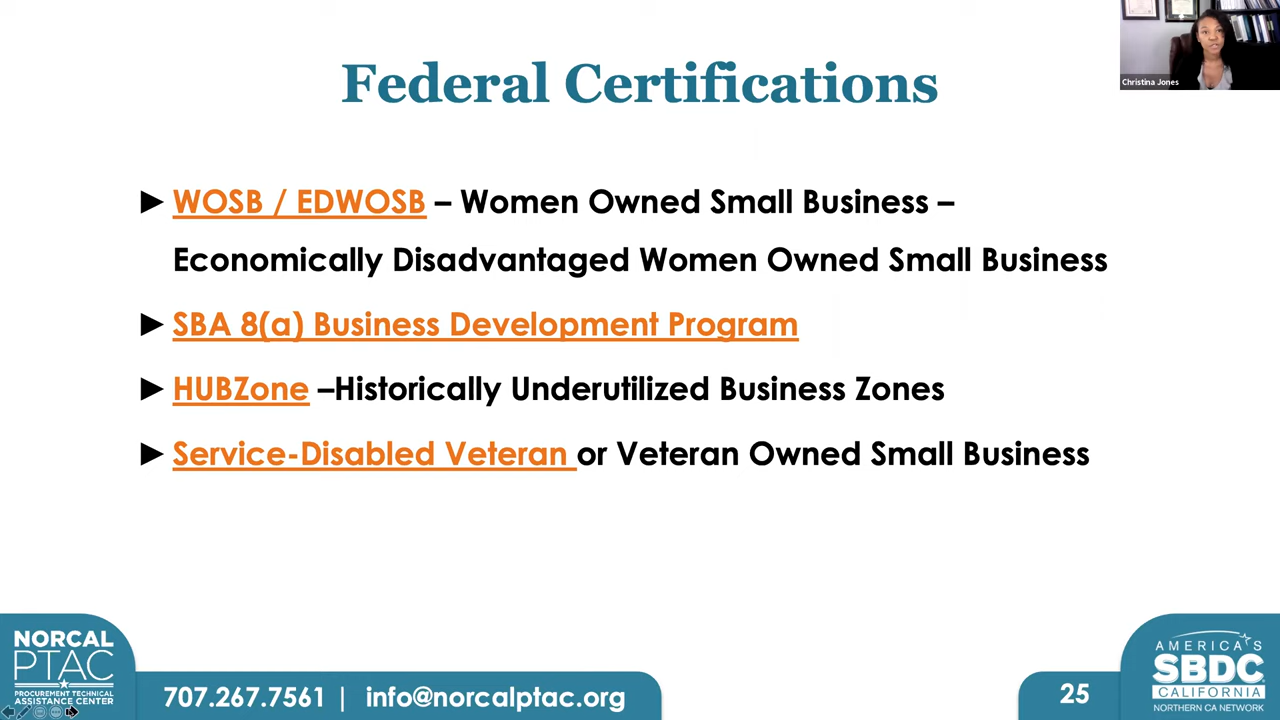 Federal Certifications
Christina Jones
► WOSB / EDWOSB – Women Owned Small Business –
Economically Disadvantaged Women Owned Small Business
► SBA 8(a) Business Development Program
► HUBZone –Historically Underutilized Business Zones
► Service-Disabled Veteran or Veteran Owned Small Business
NORCAL
PTAC
PROCUREMENT TECHNICAL
ASSISTANCE CENTER
707.267.7561 | info@norcalptac.org
25
AMERICA'S
SBDC
CALIFORNIA
NORTHERN CA NETWORK